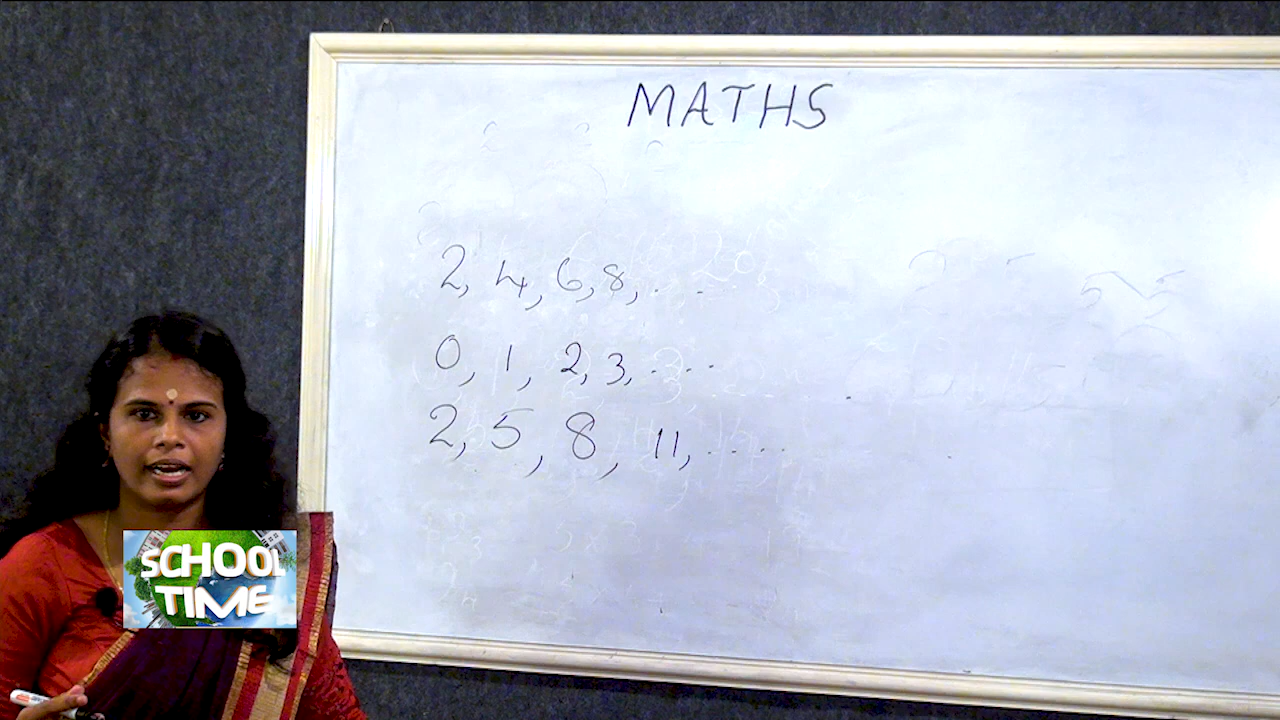 MATHS
2, 4, 6, 8, ...
0, 1, 2, 3, ....
2, 5, 8, 11, ....
SCHOOL
TIME